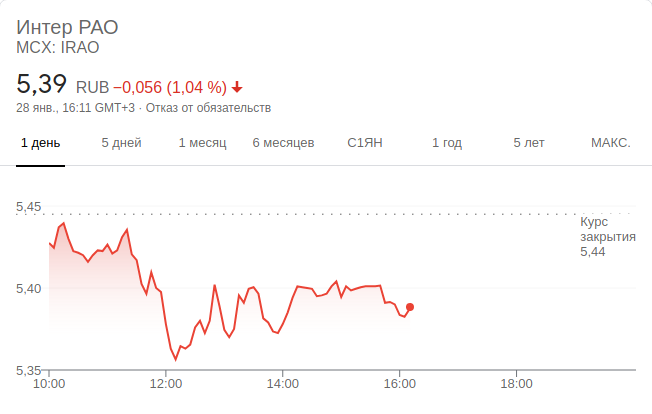 Интер РАО
MCX: IRAO
5,39 RUB −0,056 (1,04 %)
28 янв., 16:11 GMT+3 · Отказ от обязательств
1 день 5 дней 1 месяц 6 месяцев С1ЯН 1 год 5 лет МАКС.
5,45
Курс
закрытия
5,44
5,40
5,35
10:00 12:00 14:00 16:00 18:00